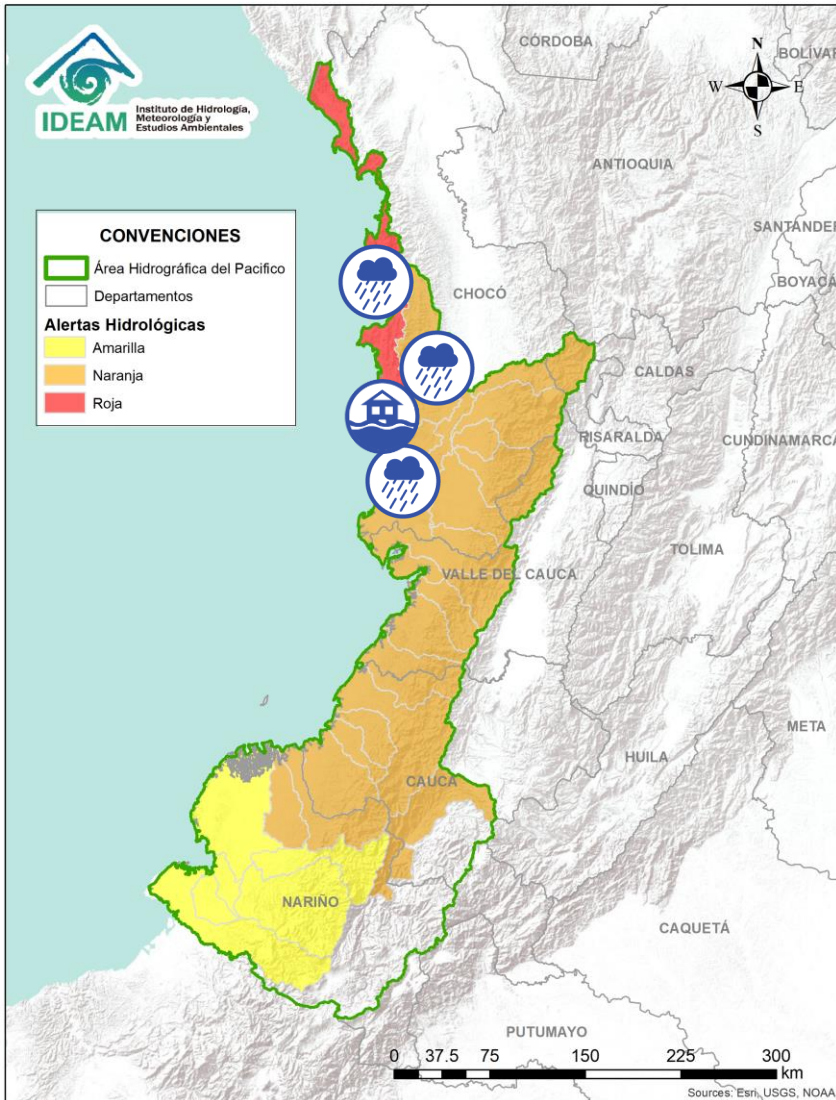 IDEAM
Instituto de Hidrología,
Meteorología y
Estudios Ambientales
CÓRDOBA
BOLÍVAR
N
W
E
S
ANTIOQUIA
SANTANDER
BOYACÁ
CONVENCIONES
Área Hidrográfica del Pacifico
Departamentos
Alertas Hidrológicas
Amarilla
Naranja
Roja
CHOCÓ
CALDAS
RISARALDA
CUNDINAMARCA
QUINDÍO
TOLIMA
VALLE DEL CAUCA
META
HUILA
CAUCA
NARIÑO
CAQUETÁ
PUTUMAYO
0 37.5 75 150 225 300
km
Sources: Esri, USGS, NOAA